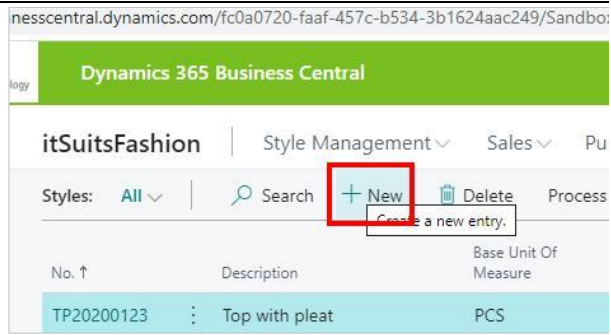 nesscentral.dynamics.com/fc0a0720-faaf-457c-b534-3b1624aac249/Sandbox
logy
Dynamics 365 Business Central
itSuitsFashion Style Management Sales Pu
Styles: All Search + New Delete Process
Create a new entry.
No. ↑ Description Base Unit Of
Measure
TP20200123 Top with pleat PCS